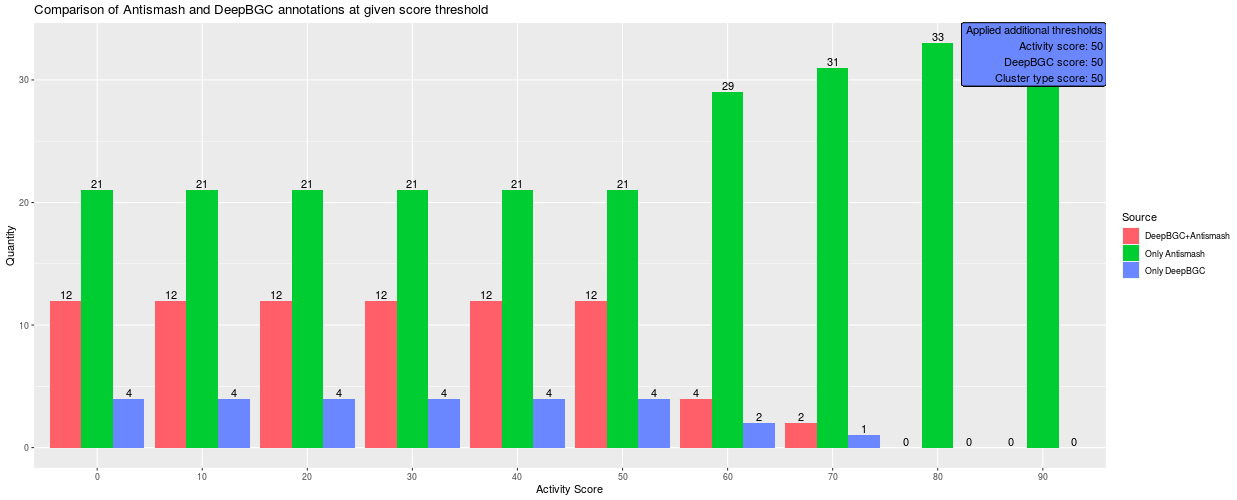 Comparison of Antismash and DeepBGC annotations at given score threshold
Applied additional thresholds
Activity score: 50
DeepBGC score: 50
Cluster type score: 50
33
31
29
21 21 21 21 21 21
12 12 12 12 12 12
4 4 4 4 4 4 4 2 2 1 0 0 0 0
Quantity
30
20
10
0
0 10 20 30 40 50 60 70 80 90
Activity Score
Source
DeepBGC+Antismash
Only Antismash
Only DeepBGC